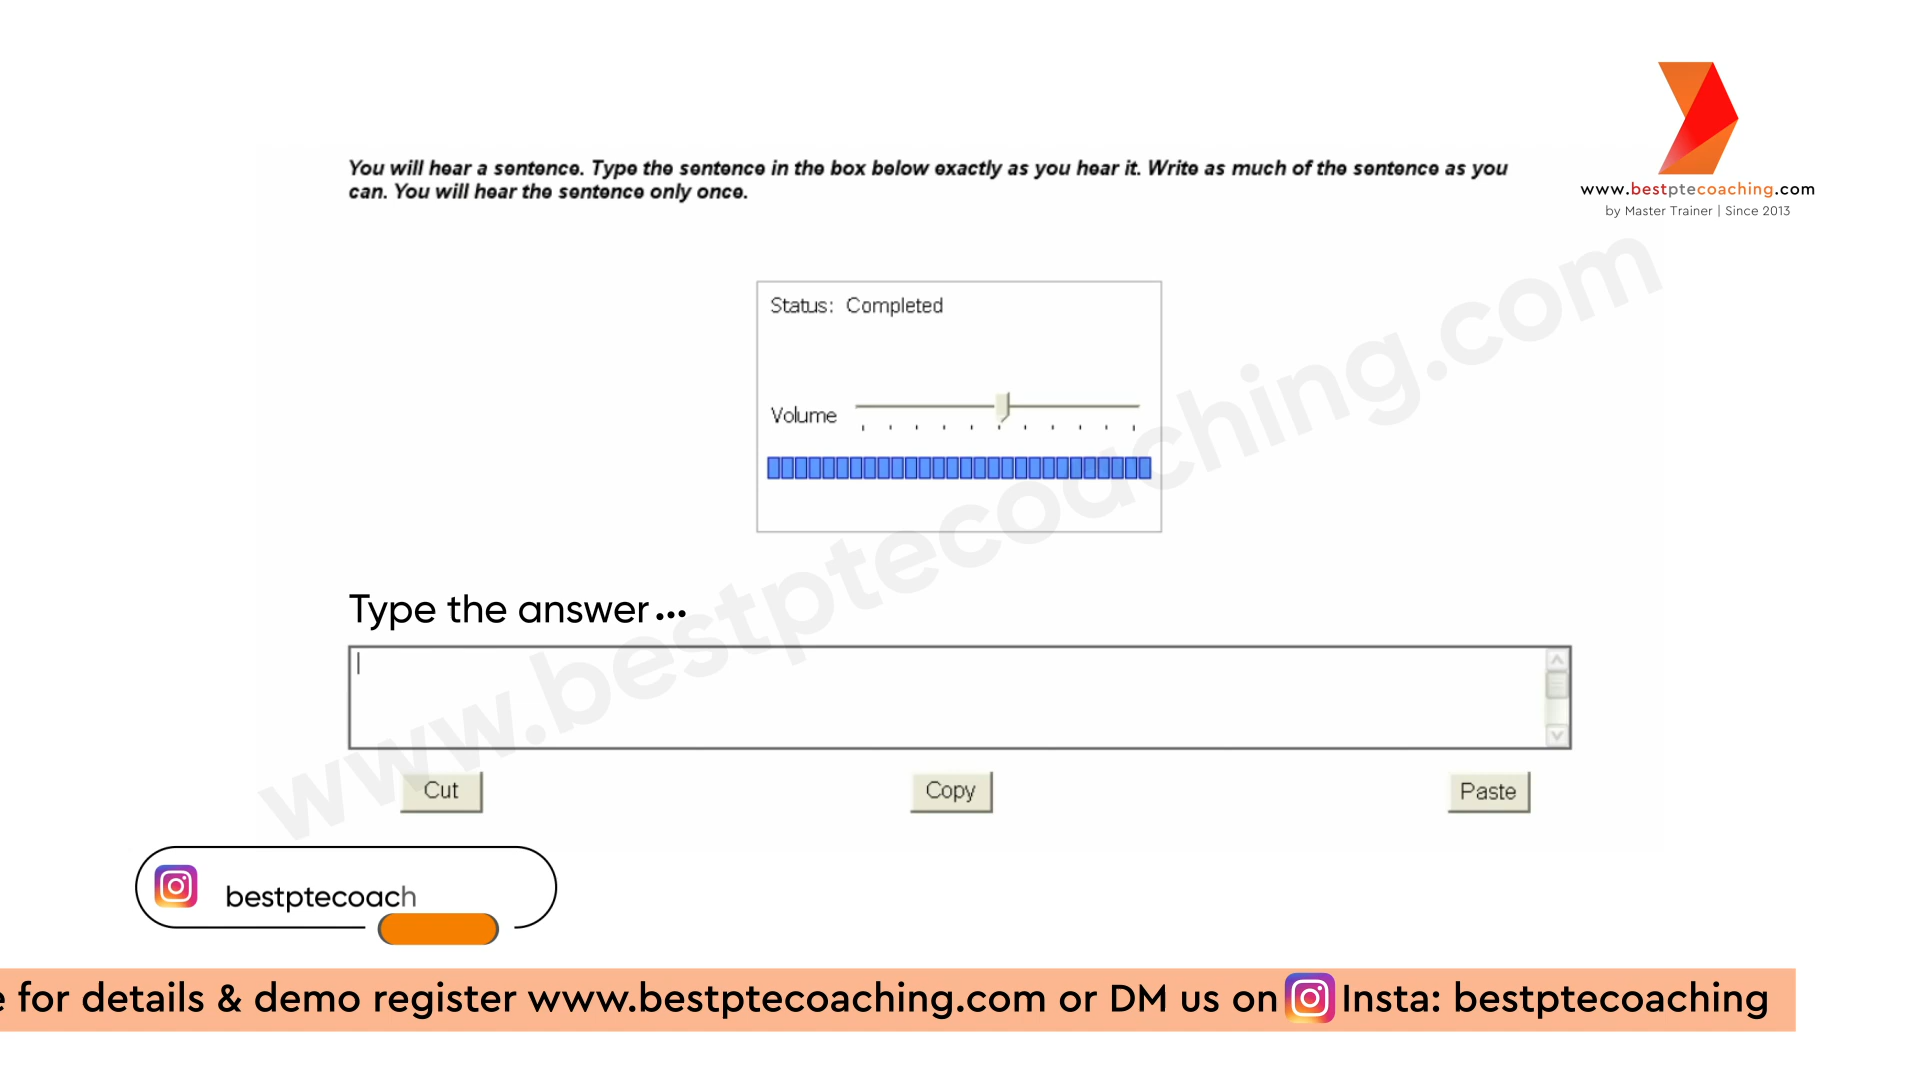 You will hear a sentence. Type the sentence in the box below exactly as you hear it. Write as much of the sentence as you
can. You will hear the sentence only once.
www.bestptecoaching.com
by Master Trainer | Since 2013
Status: Completed
Volume
www.bestptecoaching.com
Type the answer...
Cut
Copy
Paste
bestptecoach
for details & demo register www.bestptecoaching.com or DM us on Insta: bestptecoaching